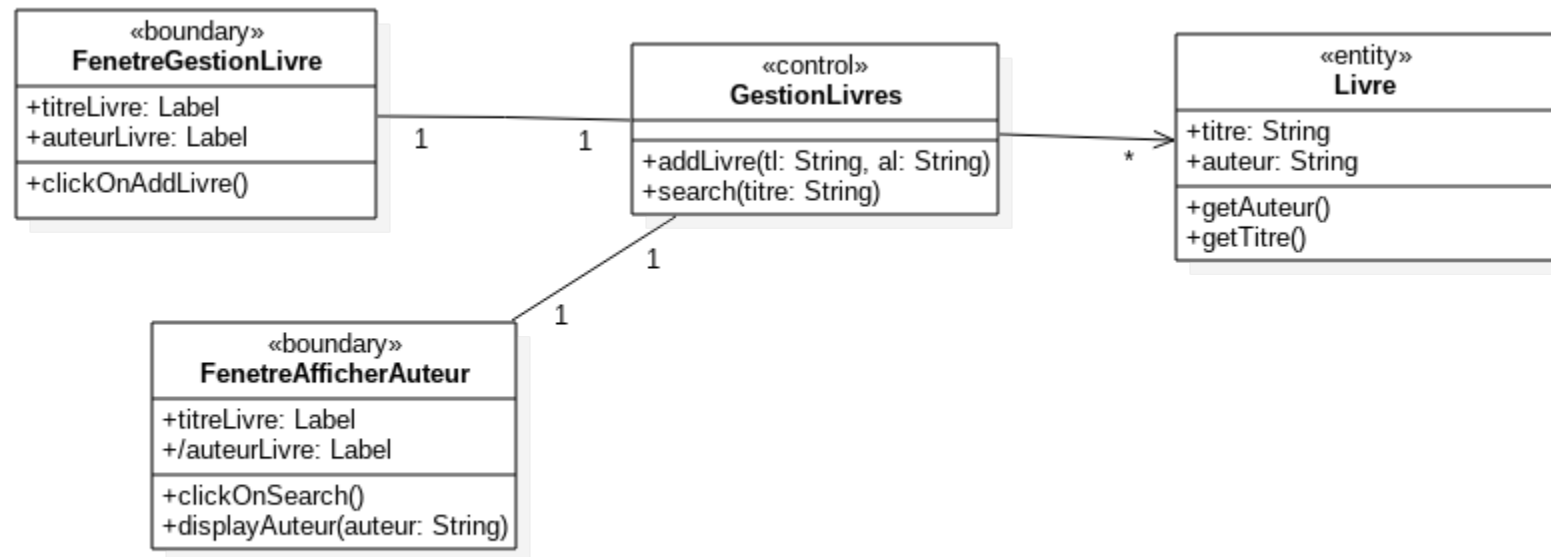 «boundary»
FenetreGestionLivre
+titreLivre: Label
+auteurLivre: Label
+clickOnAddLivre()
1
1
«control»
GestionLivres
+addLivre(tl: String, al: String)
+search(titre: String)
*
«entity»
Livre
+titre: String
+auteur: String
+getAuteur()
+getTitre()
1
1
«boundary»
FenetreAfficherAuteur
+titreLivre: Label
+/auteurLivre: Label
+clickOnSearch()
+displayAuteur(auteur: String)